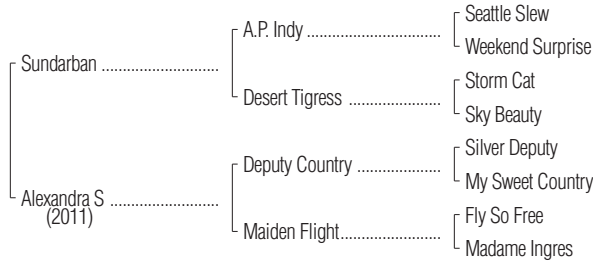 Seattle Slew
A.P. Indy ..........................
Weekend Surprise
Sundarban .......................
Storm Cat
Desert Tigress ..................
Sky Beauty
Silver Deputy
Deputy Country ................
My Sweet Country
Alexandra S .....................
(2011)
Fly So Free
Maiden Flight....................
Madame Ingres